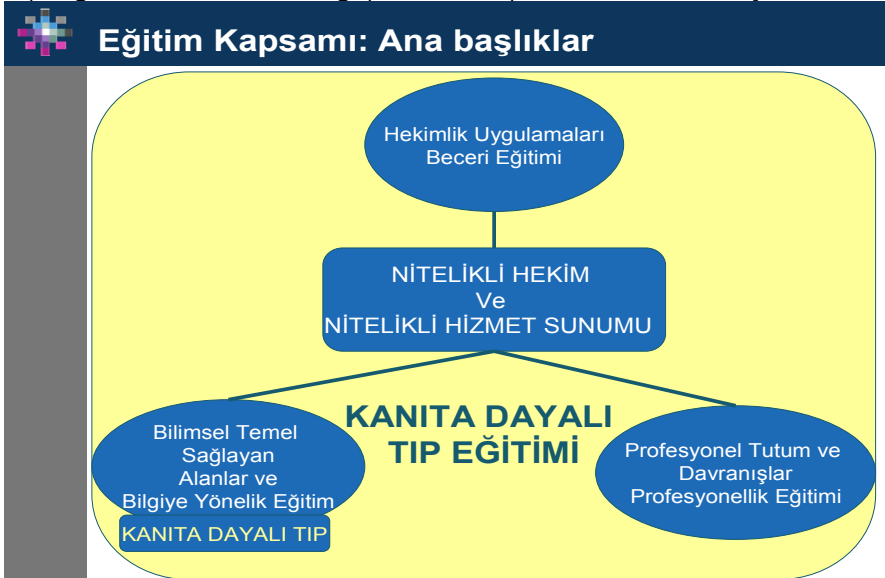 Eğitim Kapsamı: Ana başlıklar
Hekimlik Uygulamaları
Beceri Eğitimi
NİTELİKLİ HEKİM
Ve
NİTELİKLİ HİZMET SUNUMU
KANITA DAYALI
TIP EĞİTİMİ
Bilimsel Temel
Sağlayan
Alanlar ve
Bilgiye Yönelik Eğitim
KANITA DAYALI TIP
Profesyonel Tutum ve
Davranışlar
Profesyonellik Eğitimi